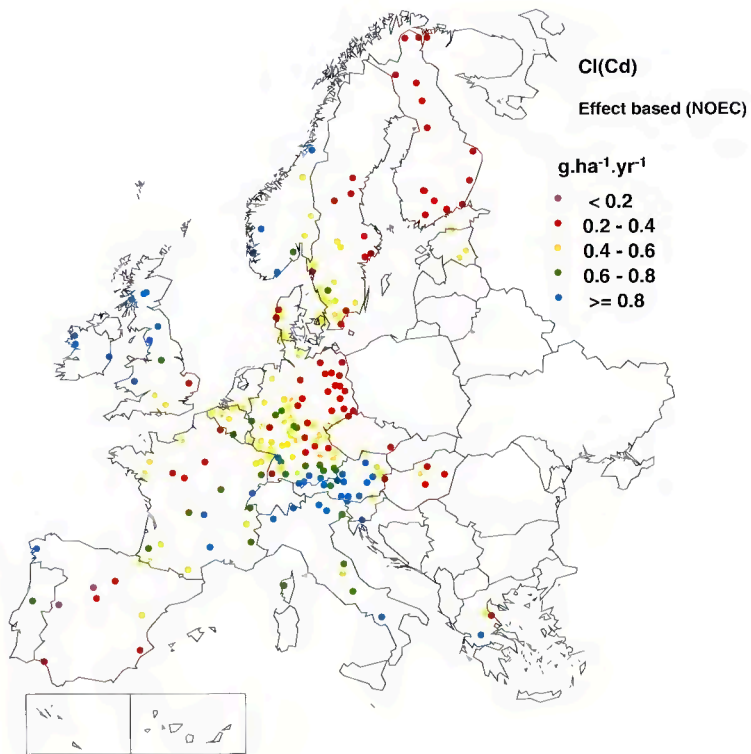 Cl(Cd)
Effect based (NOEC)
g.ha⁻¹.yr⁻¹
< 0.2
0.2 - 0.4
0.4 - 0.6
0.6 - 0.8
>= 0.8